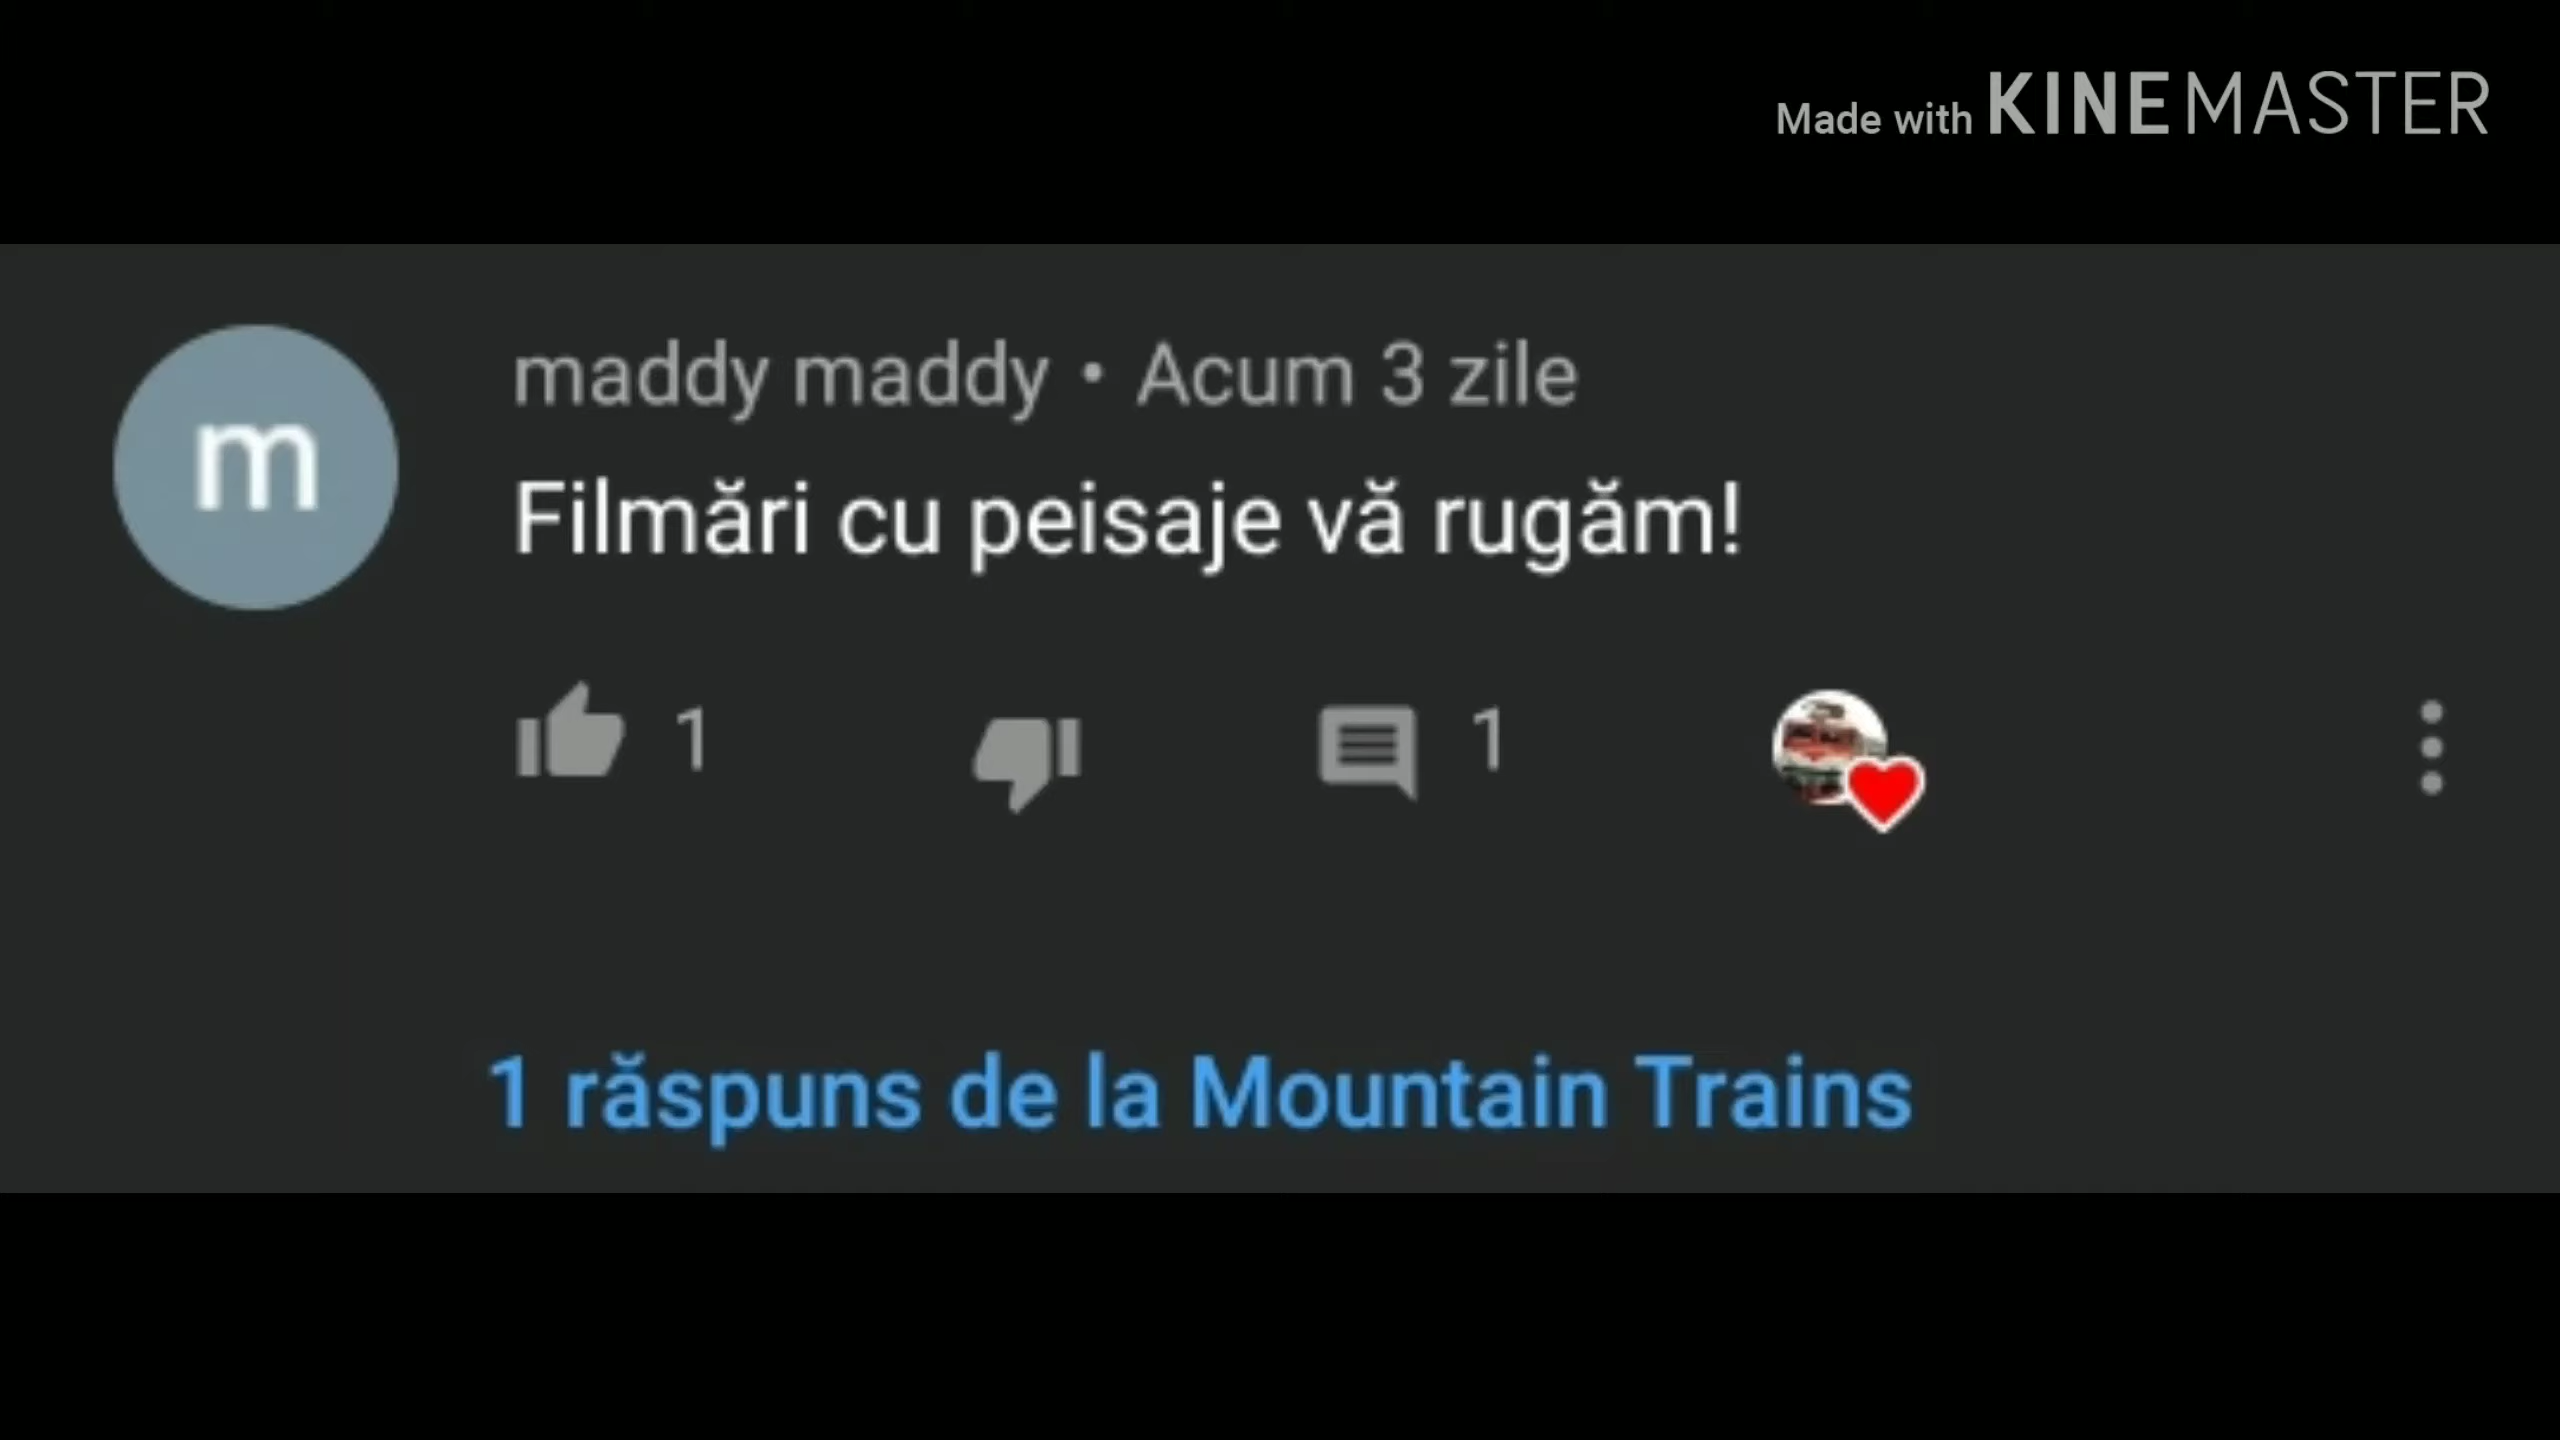 Made with KINEMASTER
m
maddy maddy • Acum 3 zile
Filmări cu peisaje vă rugăm!
1 1
1 răspuns de la Mountain Trains